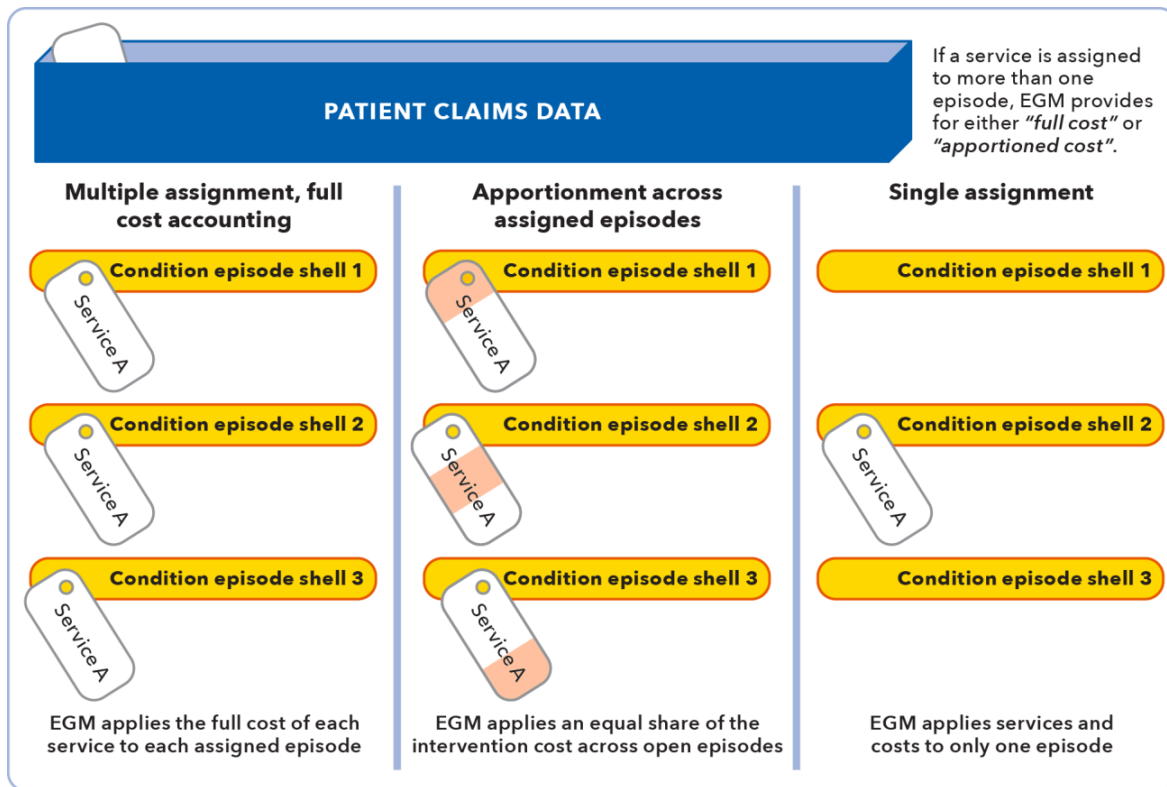 PATIENT CLAIMS DATA
If a service is assigned
to more than one
episode, EGM provides
for either “full cost” or
“apportioned cost”.
Multiple assignment, full
cost accounting
Condition episode shell 1
Service A
Condition episode shell 2
Service A
Condition episode shell 3
Service A
EGM applies the full cost of each
service to each assigned episode
Apportionment across
assigned episodes
Condition episode shell 1
Service A
Condition episode shell 2
Service A
Condition episode shell 3
Service A
EGM applies an equal share of the
intervention cost across open episodes
Single assignment
Condition episode shell 1
Condition episode shell 2
Service A
Condition episode shell 3
EGM applies services and
costs to only one episode